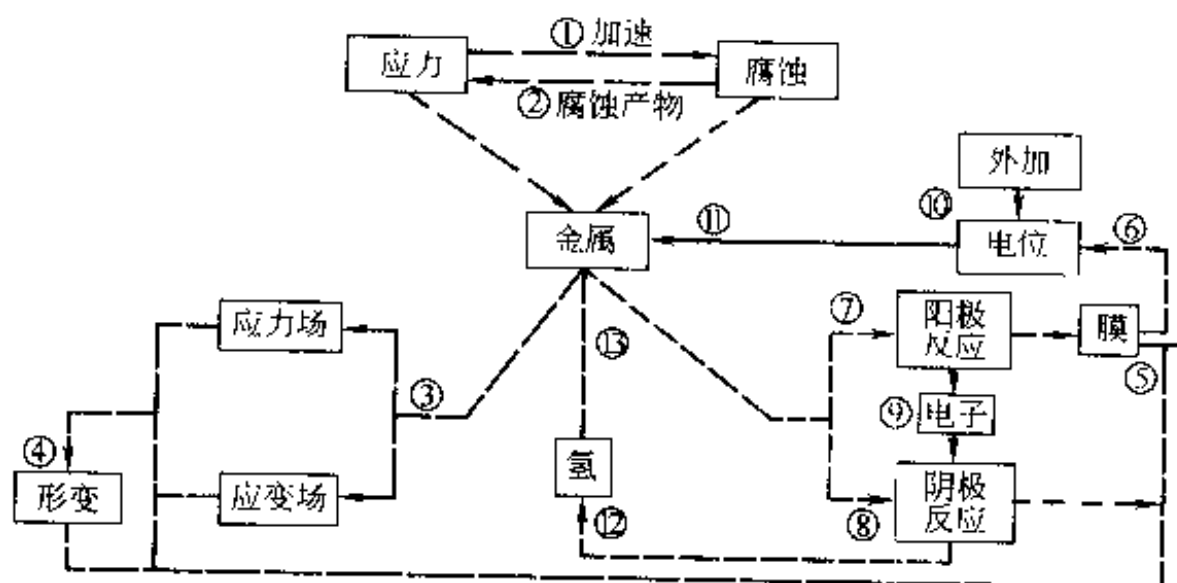 ①加速
应力
腐蚀
②腐蚀产物
外加
⑩
金属
⑪
电位
⑥
应力场
⑦
阳极
反应
膜
⑬
⑤
③
⑨
电子
④
氢
形变
应变场
阴极
反应
⑧
⑫